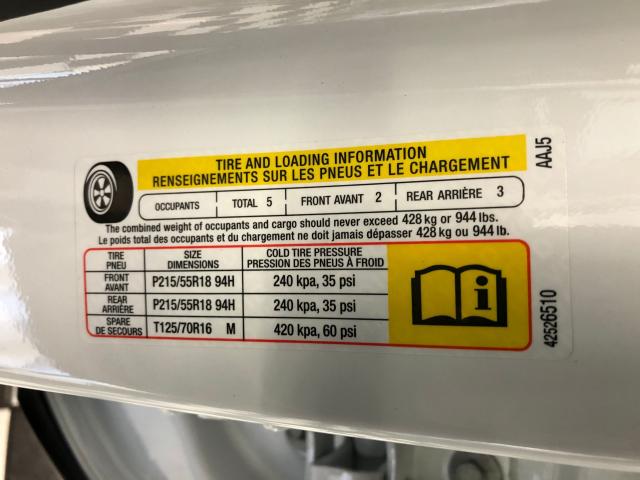 TIRE AND LOADING INFORMATION
RENSEIGNEMENTS SUR LES PNEUS ET LE CHARGEMENT
OCCUPANTS TOTAL 5 FRONT AVANT 2 REAR ARRIÈRE 3
The combined weight of occupants and cargo should never exceed 428 kg or 944 lbs.
Le poids total des occupants et du chargement ne doit jamais dépasser 428 kg ou 944 lb.
TIRE SIZE COLD TIRE PRESSURE
PNEU DIMENSIONS PRESSION DES PNEUS À FROID
FRONT
AVANT P215/55R18 94H 240 kpa, 35 psi
REAR
ARRIÈRE P215/55R18 94H 240 kpa, 35 psi
SPARE
DE SECOURS T125/70R16 M 420 kpa, 60 psi
i
AAJ5
42526510